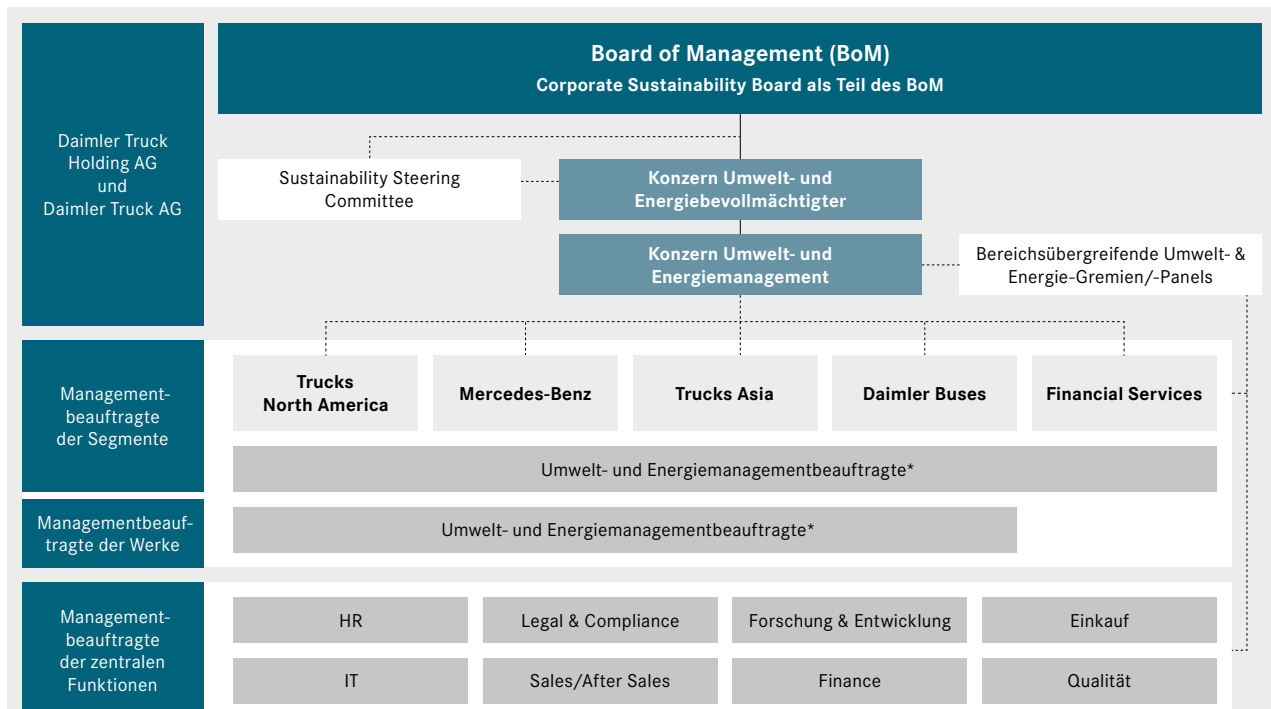 Daimler Truck
Holding AG
und
Daimler Truck AG
Board of Management (BoM)
Corporate Sustainability Board als Teil des BoM
Sustainability Steering
Committee
Konzern Umwelt- und
Energiebevollmächtigter
Konzern Umwelt- und
Energiemanagement
Bereichsübergreifende Umwelt- &
Energie-Gremien/-Panels
Management-
beauftragte
der Segmente
Trucks
North America
Mercedes-Benz
Trucks Asia
Daimler Buses
Financial Services
Umwelt- und Energiemanagementbeauftragte*
Managementbeauf-
tragte der Werke
Umwelt- und Energiemanagementbeauftragte*
Management-
beauftragte
der zentralen
Funktionen
HR
Legal & Compliance
Forschung & Entwicklung
Einkauf
IT
Sales/After Sales
Finance
Qualität